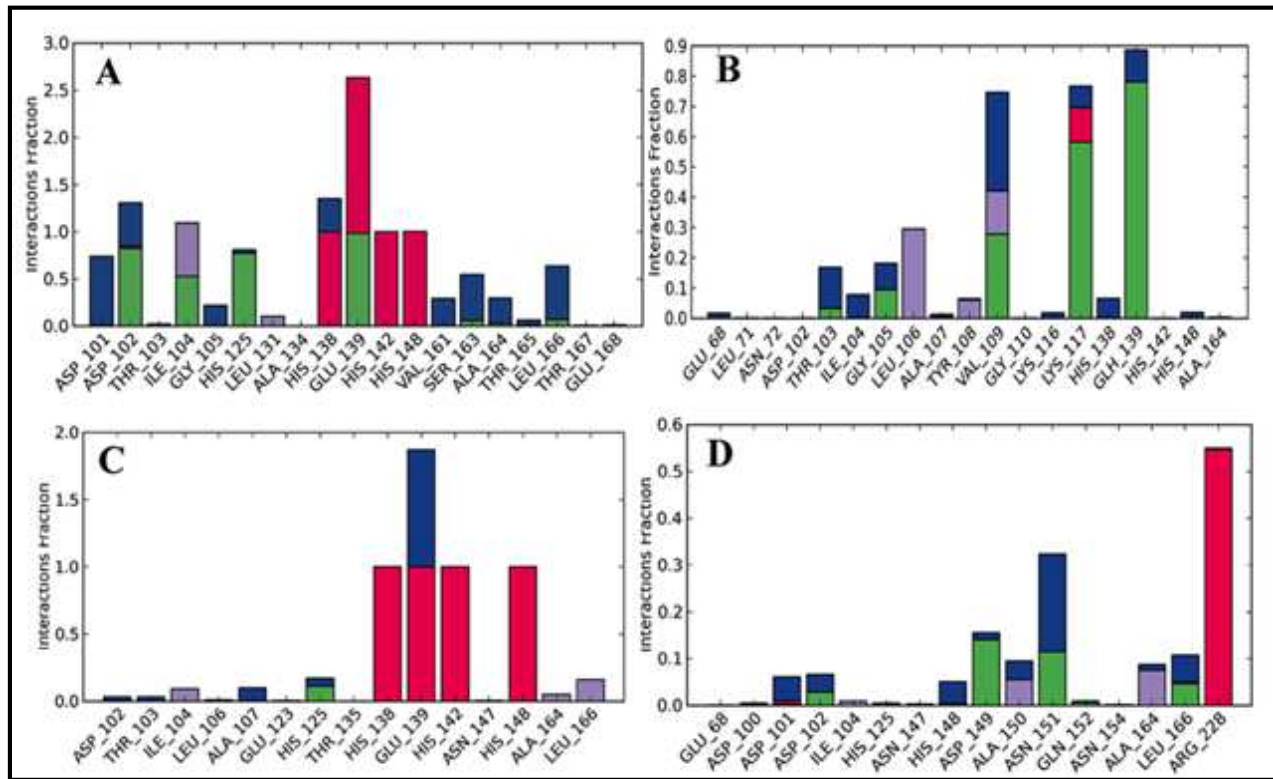 A
Interactions Fraction
3.0
2.5
2.0
1.5
1.0
0.5
0.0
ASP_101
ASP_102
THR_103
ILE_104
GLY_105
HIS_125
LEU_131
ALA_134
HIS_138
GLU_139
HIS_142
HIS_148
VAL_161
SER_163
ALA_164
THR_165
LEU_166
THR_167
GLU_168
B
Interactions Fraction
0.9
0.8
0.7
0.6
0.5
0.4
0.3
0.2
0.1
0.0
GLU_68
LEU_71
ASN_72
ASP_102
THR_103
ILE_104
GLY_105
LEU_106
ALA_107
TYR_108
VAL_109
GLY_110
LYS_116
LYS_117
HIS_138
GLH_139
HIS_142
HIS_148
ALA_164
C
Interactions Fraction
2.0
1.5
1.0
0.5
0.0
ASP_102
THR_103
ILE_104
LEU_106
ALA_107
GLU_123
HIS_125
THR_135
HIS_138
GLU_139
HIS_142
ASN_147
HIS_148
ALA_164
LEU_166
D
Interactions Fraction
0.6
0.5
0.4
0.3
0.2
0.1
0.0
GLU_68
ASP_100
ASP_101
ASP_102
ILE_104
HIS_125
ASN_147
HIS_148
ASP_149
ALA_150
ASN_151
GLN_152
ASN_154
ALA_164
LEU_166
ARG_228